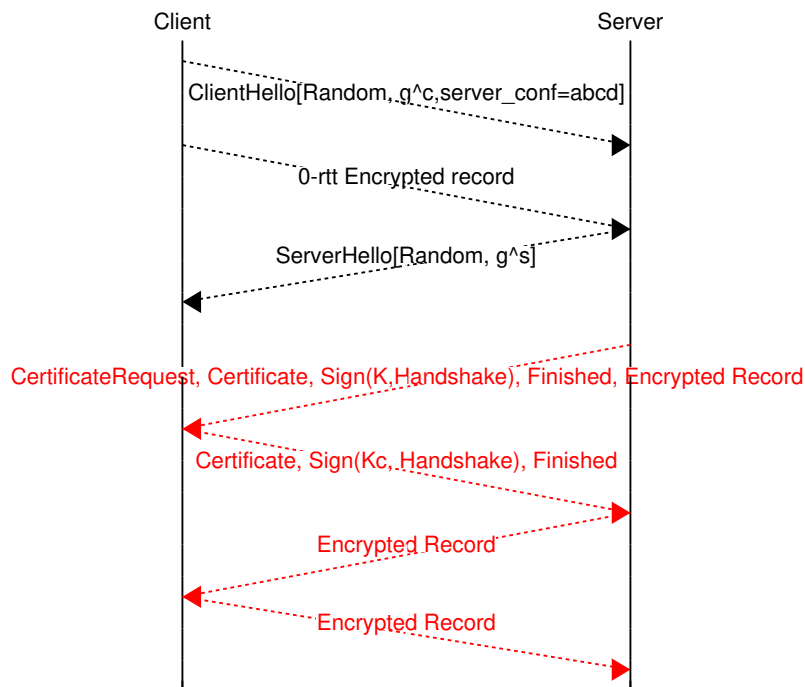 Client
Server
ClientHello[Random, g^c,server_conf=abcd]
0-rtt Encrypted record
ServerHello[Random, g^s]
CertificateRequest, Certificate, Sign(K,Handshake), Finished, Encrypted Record
Certificate, Sign(Kc, Handshake), Finished
Encrypted Record
Encrypted Record